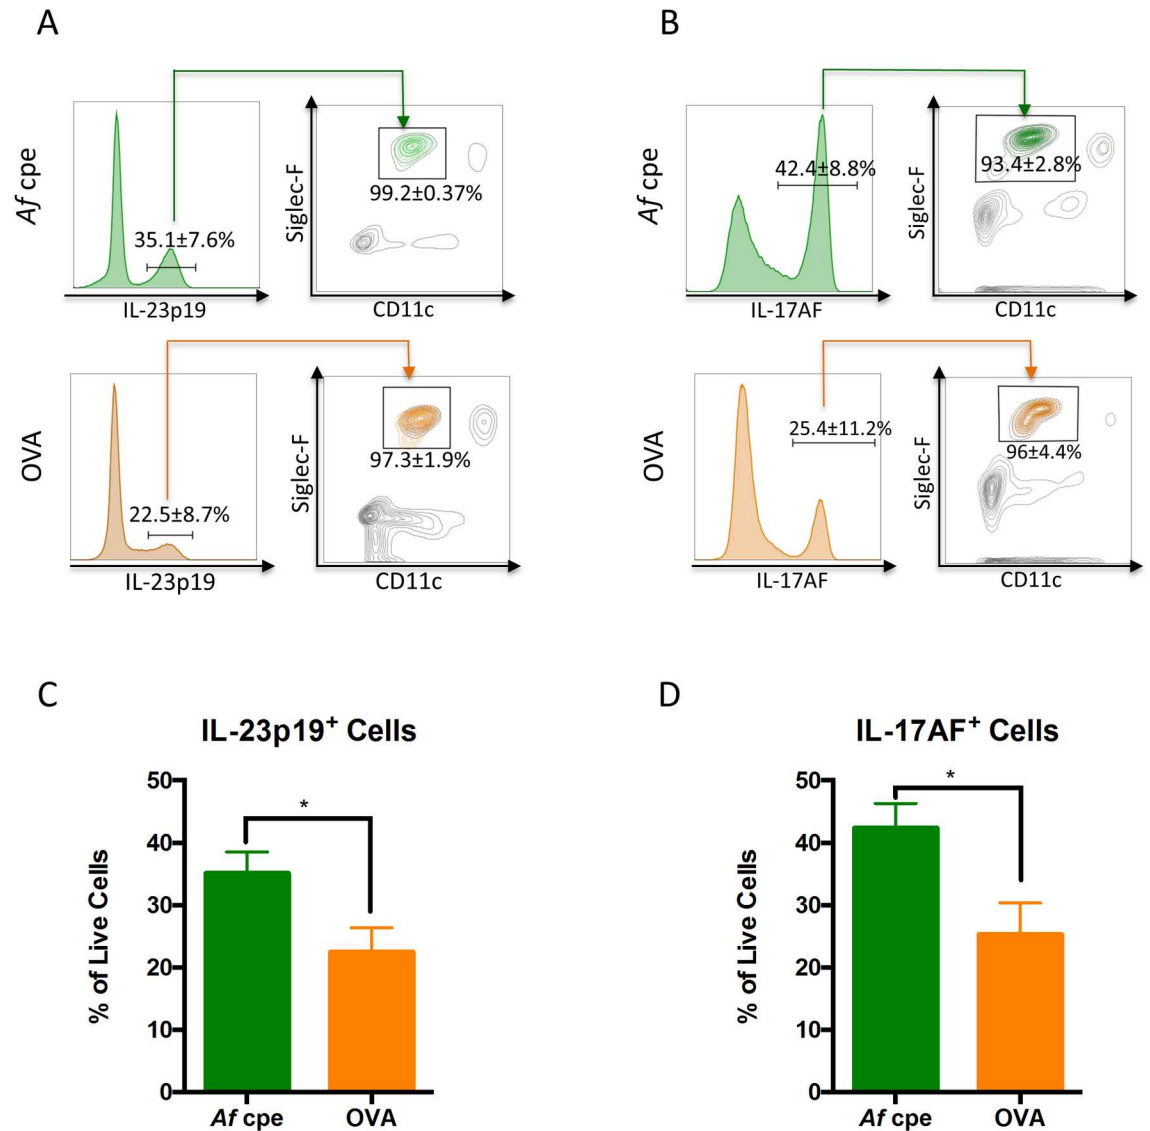 A
B
Af cpe
35.1±7.6%
IL-23p19
Siglec-F
99.2±0.37%
CD11c
Af cpe
42.4±8.8%
IL-17AF
Siglec-F
93.4±2.8%
CD11c
OVA
22.5±8.7%
IL-23p19
Siglec-F
97.3±1.9%
CD11c
OVA
25.4±11.2%
IL-17AF
Siglec-F
96±4.4%
CD11c
C
IL-23p19⁺ Cells
% of Live Cells
50
40
30
20
10
0
*
Af cpe
OVA
D
IL-17AF⁺ Cells
% of Live Cells
50
40
30
20
10
0
*
Af cpe
OVA